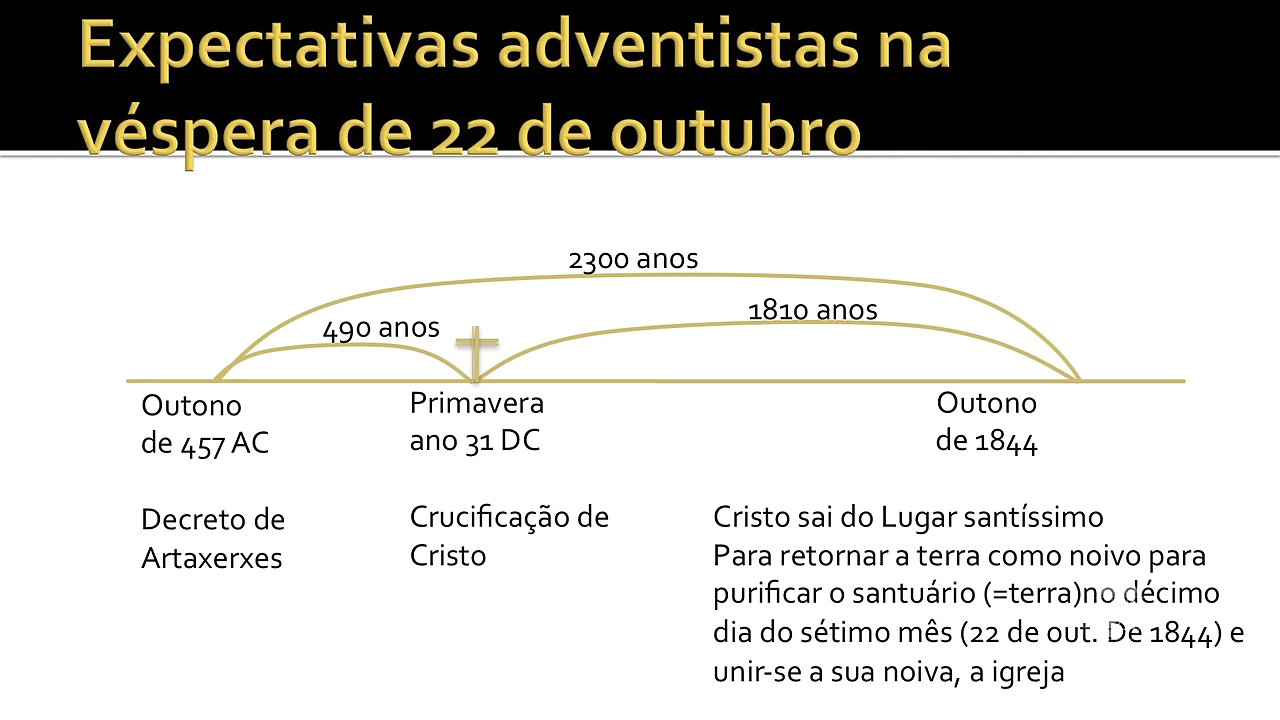 Expectativas adventistas na
véspera de 22 de outubro
2300 anos
1810 anos
490 anos
Outono
de 457 AC
Primavera
ano 31 DC
Outono
de 1844
Decreto de
Artaxerxes
Crucificação de
Cristo
Cristo sai do Lugar santíssimo
Para retornar a terra como noivo para
purificar o santuário (=terra)no décimo
dia do sétimo mês (22 de out. De 1844) e
unir-se a sua noiva, a igreja